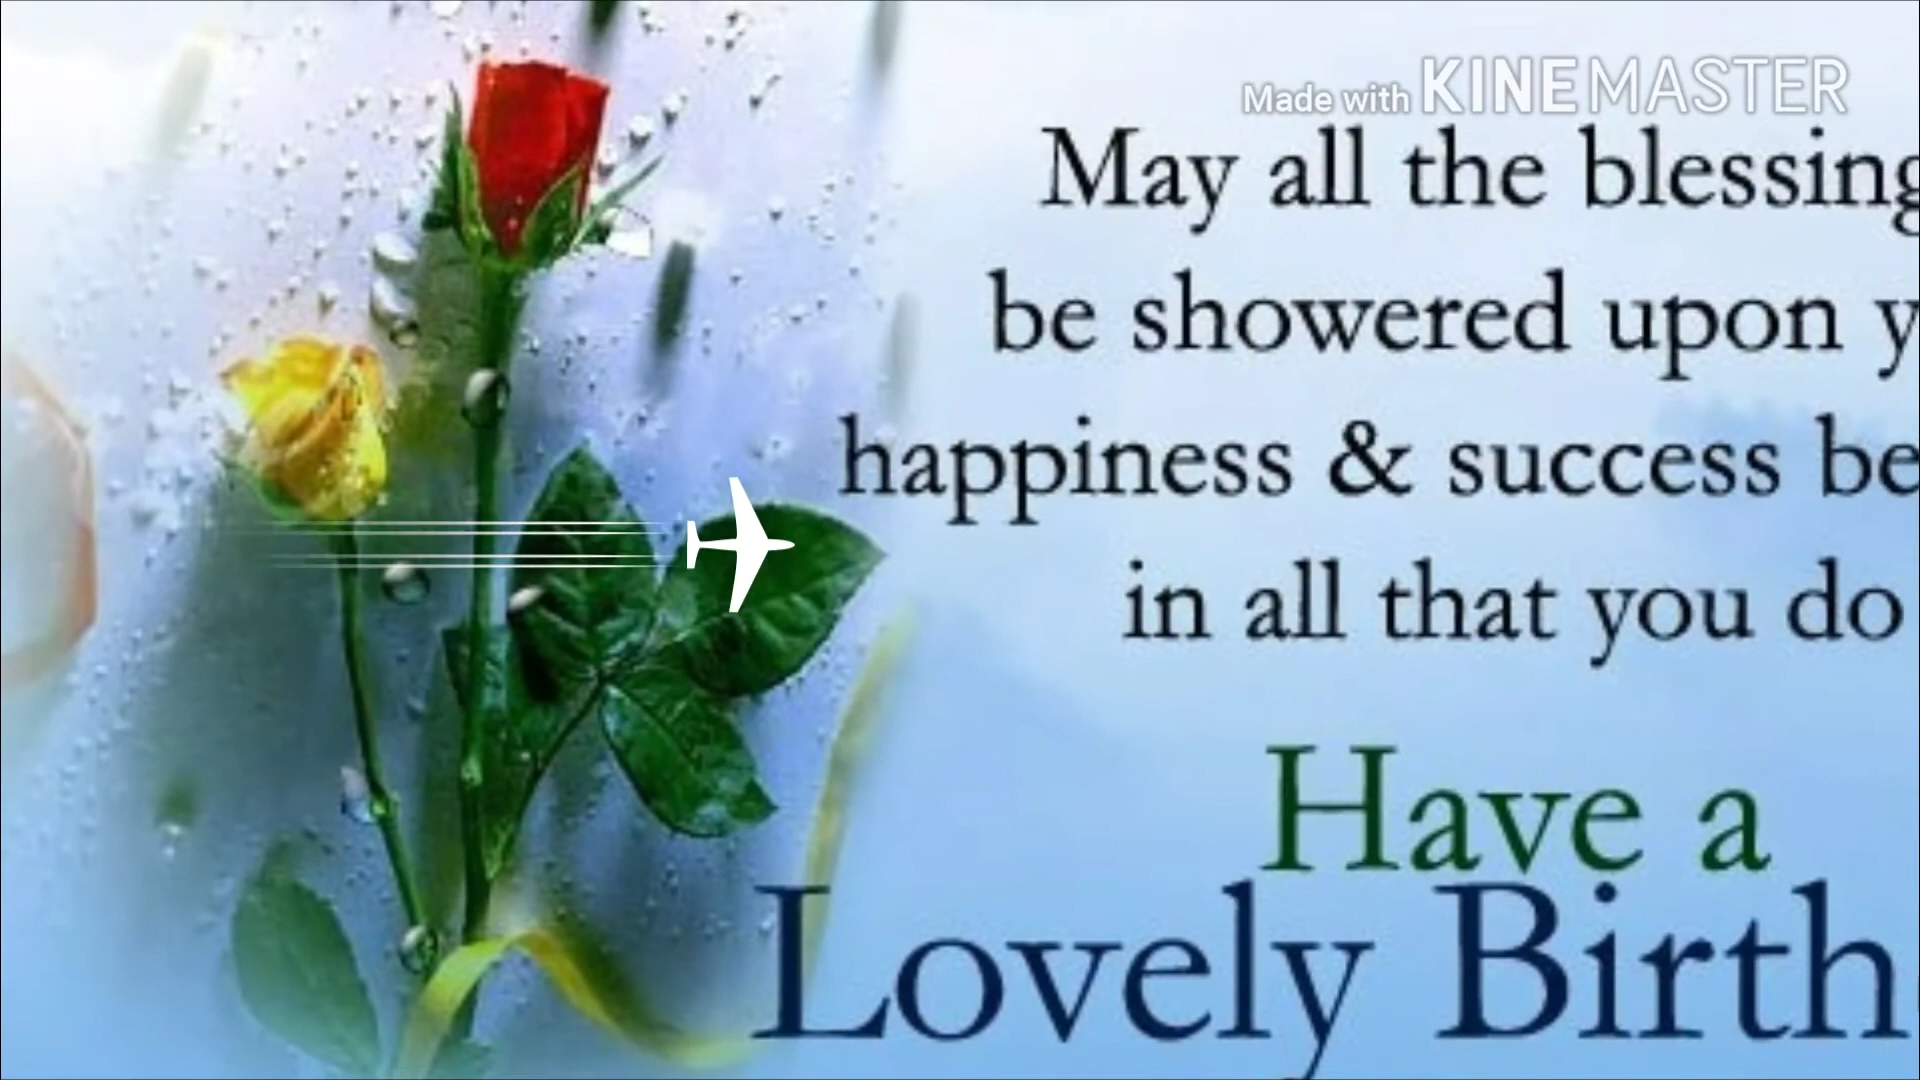 Made with KINEMASTER
May all the blessing
be showered upon y
happiness & success be
in all that you do
Have a
Lovely Birth